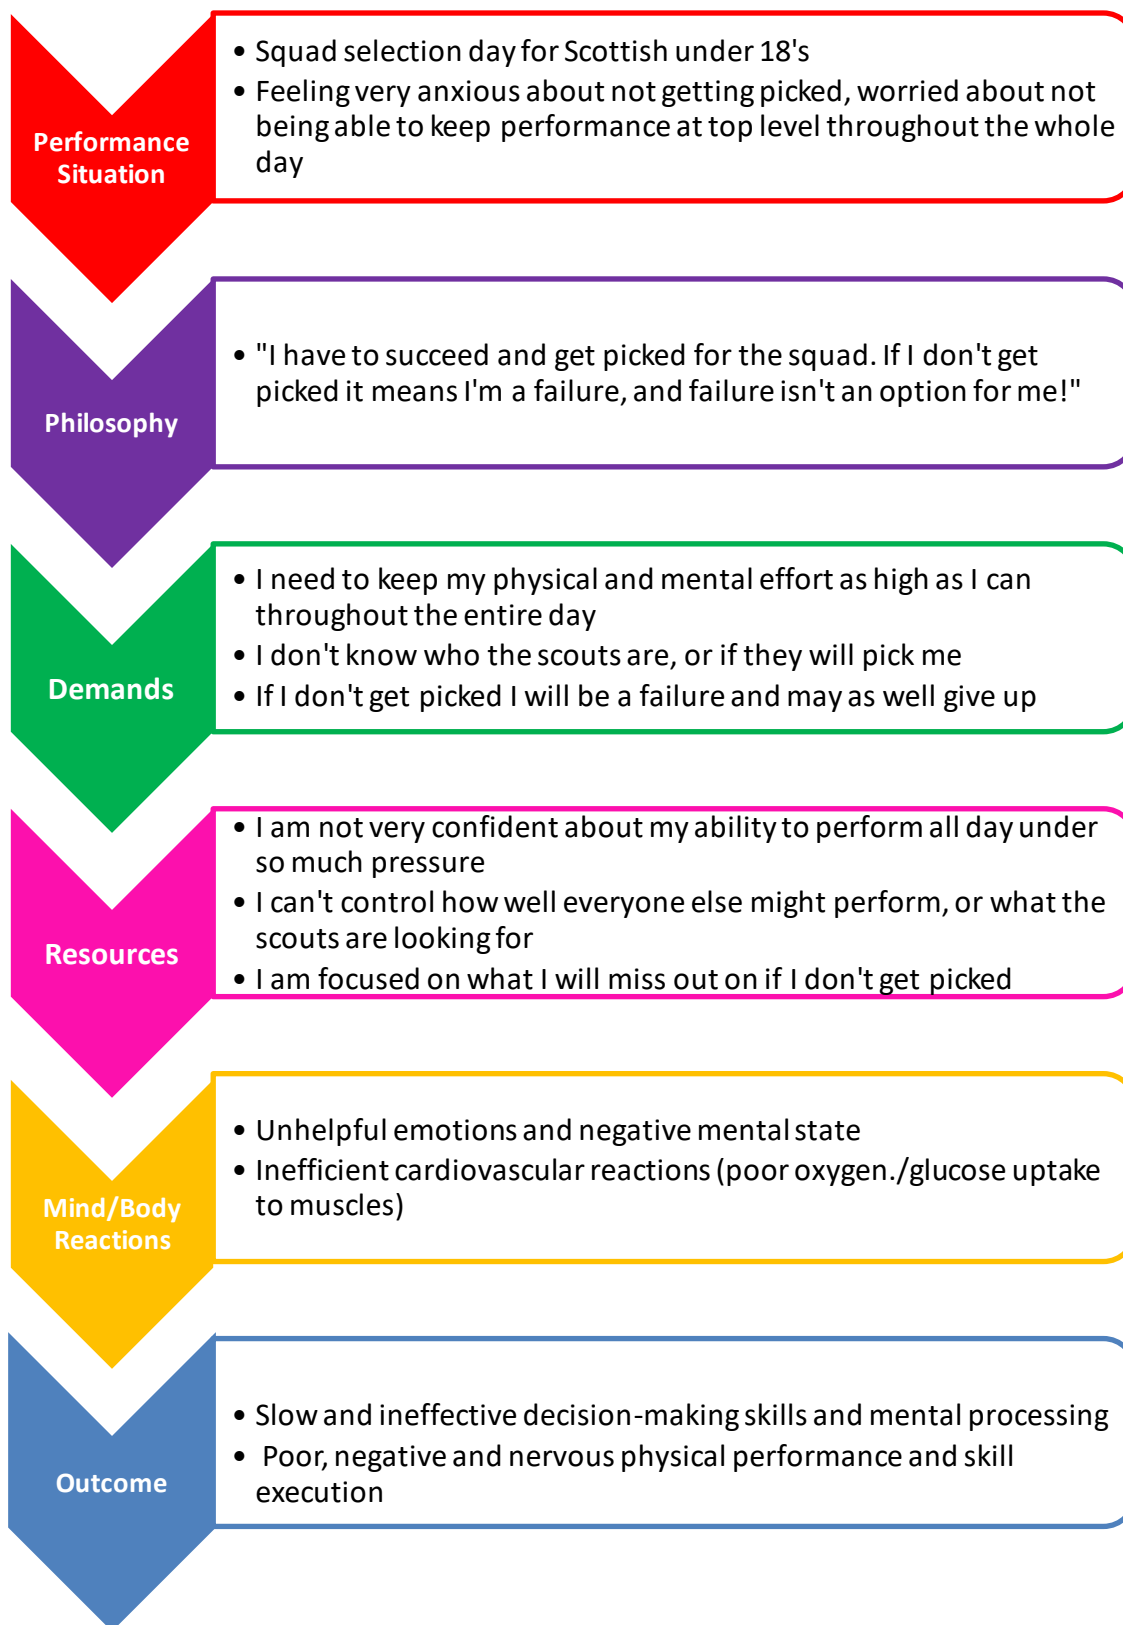 Performance
Situation
• Squad selection day for Scottish under 18's
• Feeling very anxious about not getting picked, worried about not
being able to keep performance at top level throughout the whole
day
Philosophy
• "I have to succeed and get picked for the squad. If I don't get
picked it means I'm a failure, and failure isn't an option for me!"
Demands
• I need to keep my physical and mental effort as high as I can
throughout the entire day
• I don't know who the scouts are, or if they will pick me
• If I don't get picked I will be a failure and may as well give up
Resources
• I am not very confident about my ability to perform all day under
so much pressure
• I can't control how well everyone else might perform, or what the
scouts are looking for
• I am focused on what I will miss out on if I don't get picked
Mind/Body
Reactions
• Unhelpful emotions and negative mental state
• Inefficient cardiovascular reactions (poor oxygen./glucose uptake
to muscles)
Outcome
• Slow and ineffective decision-making skills and mental processing
• Poor, negative and nervous physical performance and skill
execution